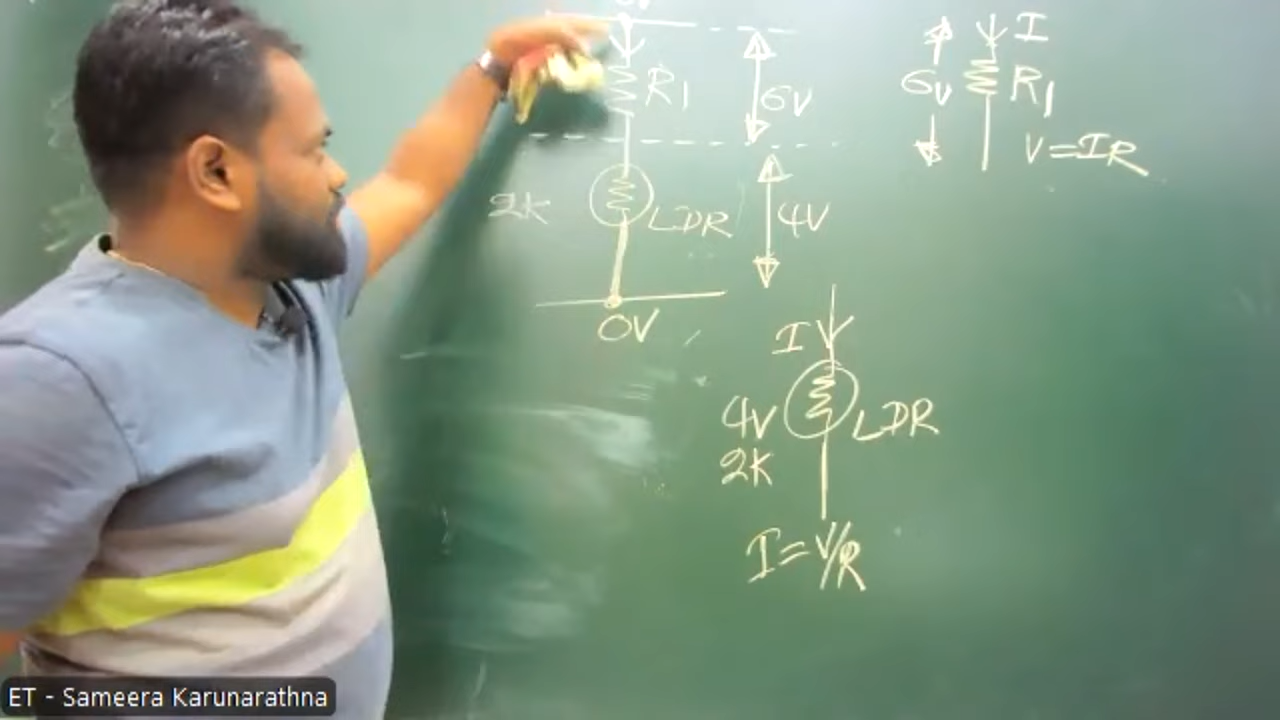 R1
6V
2K
LDR
4V
0V
I
6V
R1
V=IR
I
4V
LDR
2K
I=V/R
ET - Sameera Karunarathna